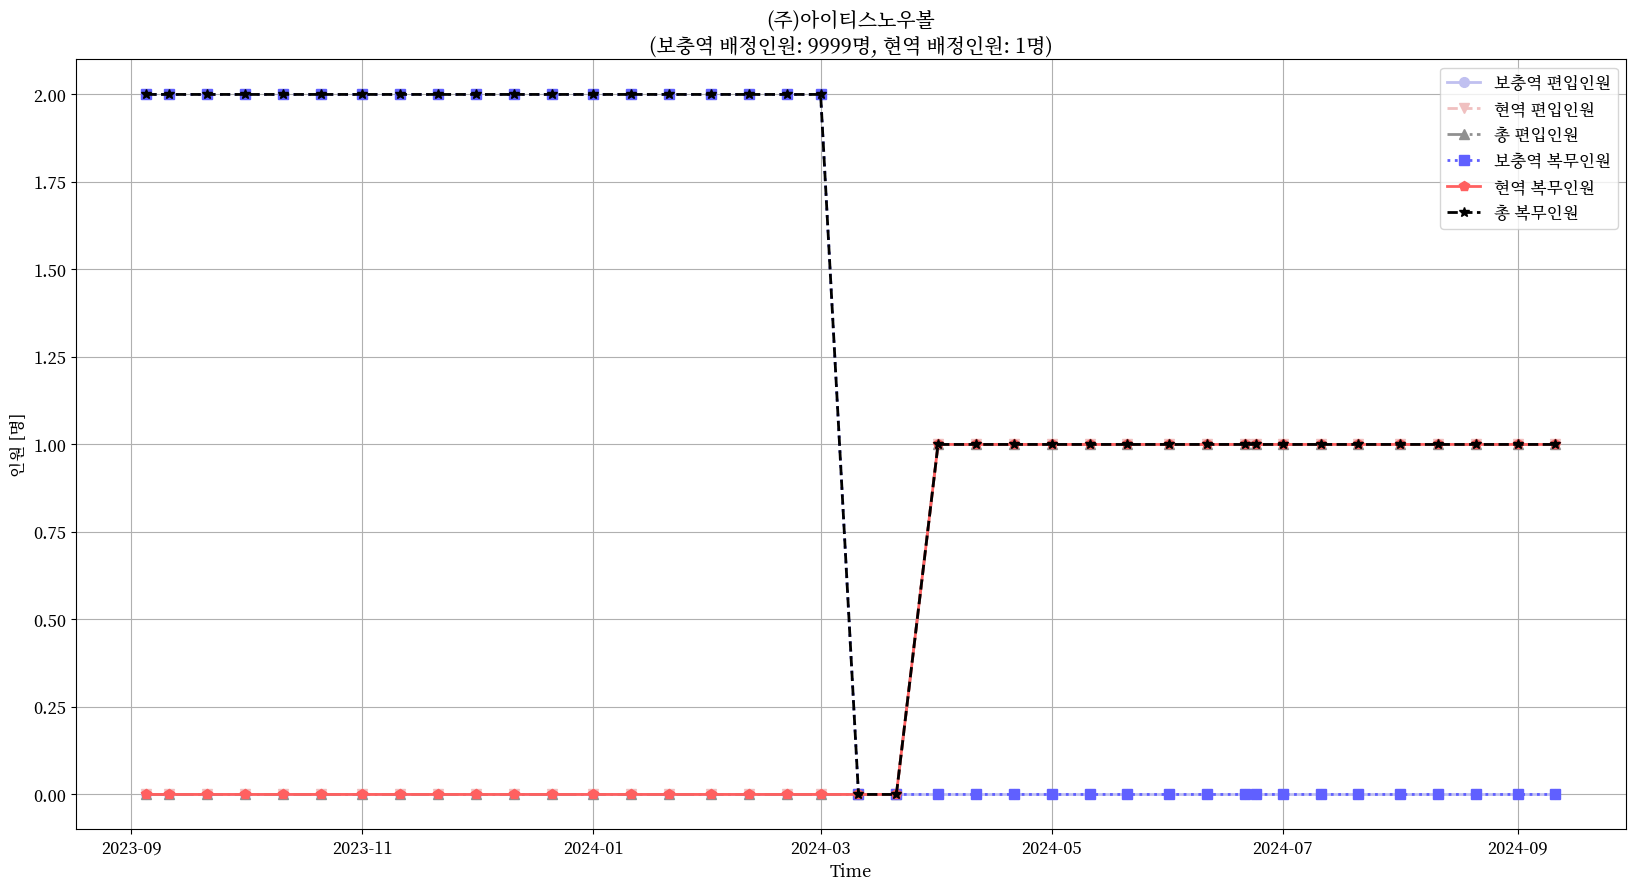 (주)아이티스노우볼
(보충역 배정인원: 9999명, 현역 배정인원: 1명)
보충역 편입인원
현역 편입인원
총 편입인원
보충역 복무인원
현역 복무인원
총 복무인원
2.00
1.75
1.50
1.25
1.00
0.75
0.50
0.25
0.00
인원 [명]
2023-09 2023-11 2024-01 2024-03 2024-05 2024-07 2024-09
Time